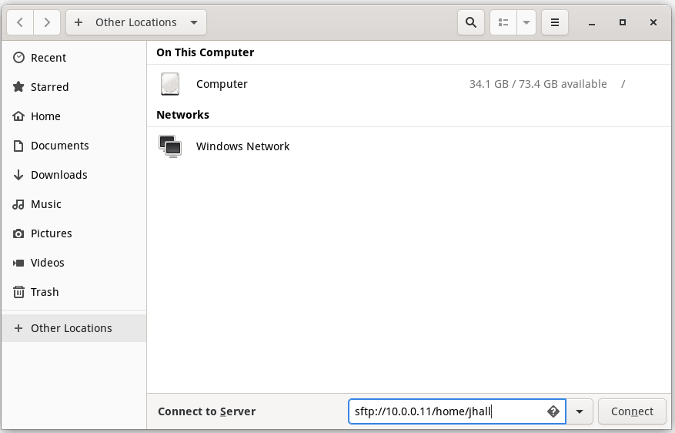 Other Locations
Recent
Starred
Home
Documents
Downloads
Music
Pictures
Videos
Trash
Other Locations
On This Computer
Computer 34.1 GB / 73.4 GB available /
Networks
Windows Network
Connect to Server sftp://10.0.0.11/home/jhall Connect